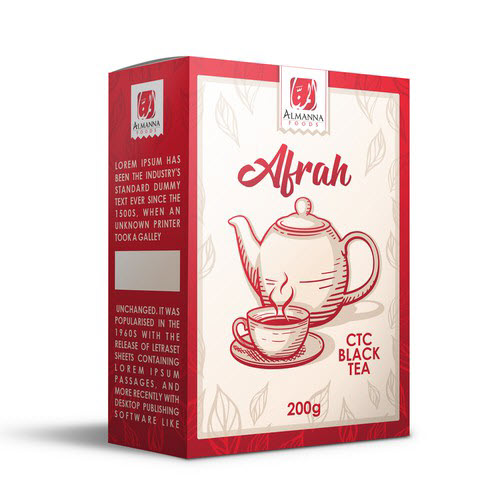 ALMANNA
FOODS
LOREM IPSUM HAS
BEEN THE INDUSTRY'S
STANDARD DUMMY
TEXT EVER SINCE THE
1500S, WHEN AN
UNKNOWN PRINTER
TOOK A GALLEY
UNCHANGED. IT WAS
POPULARISED IN THE
1960S WITH THE
RELEASE OF LETRASET
SHEETS CONTAINING
LOREM IPSUM
PASSAGES, AND
MORE RECENTLY WITH
DESKTOP PUBLISHING
SOFTWARE LIKE
ALMANNA
FOODS
Afrah
CTC
BLACK
TEA
200g